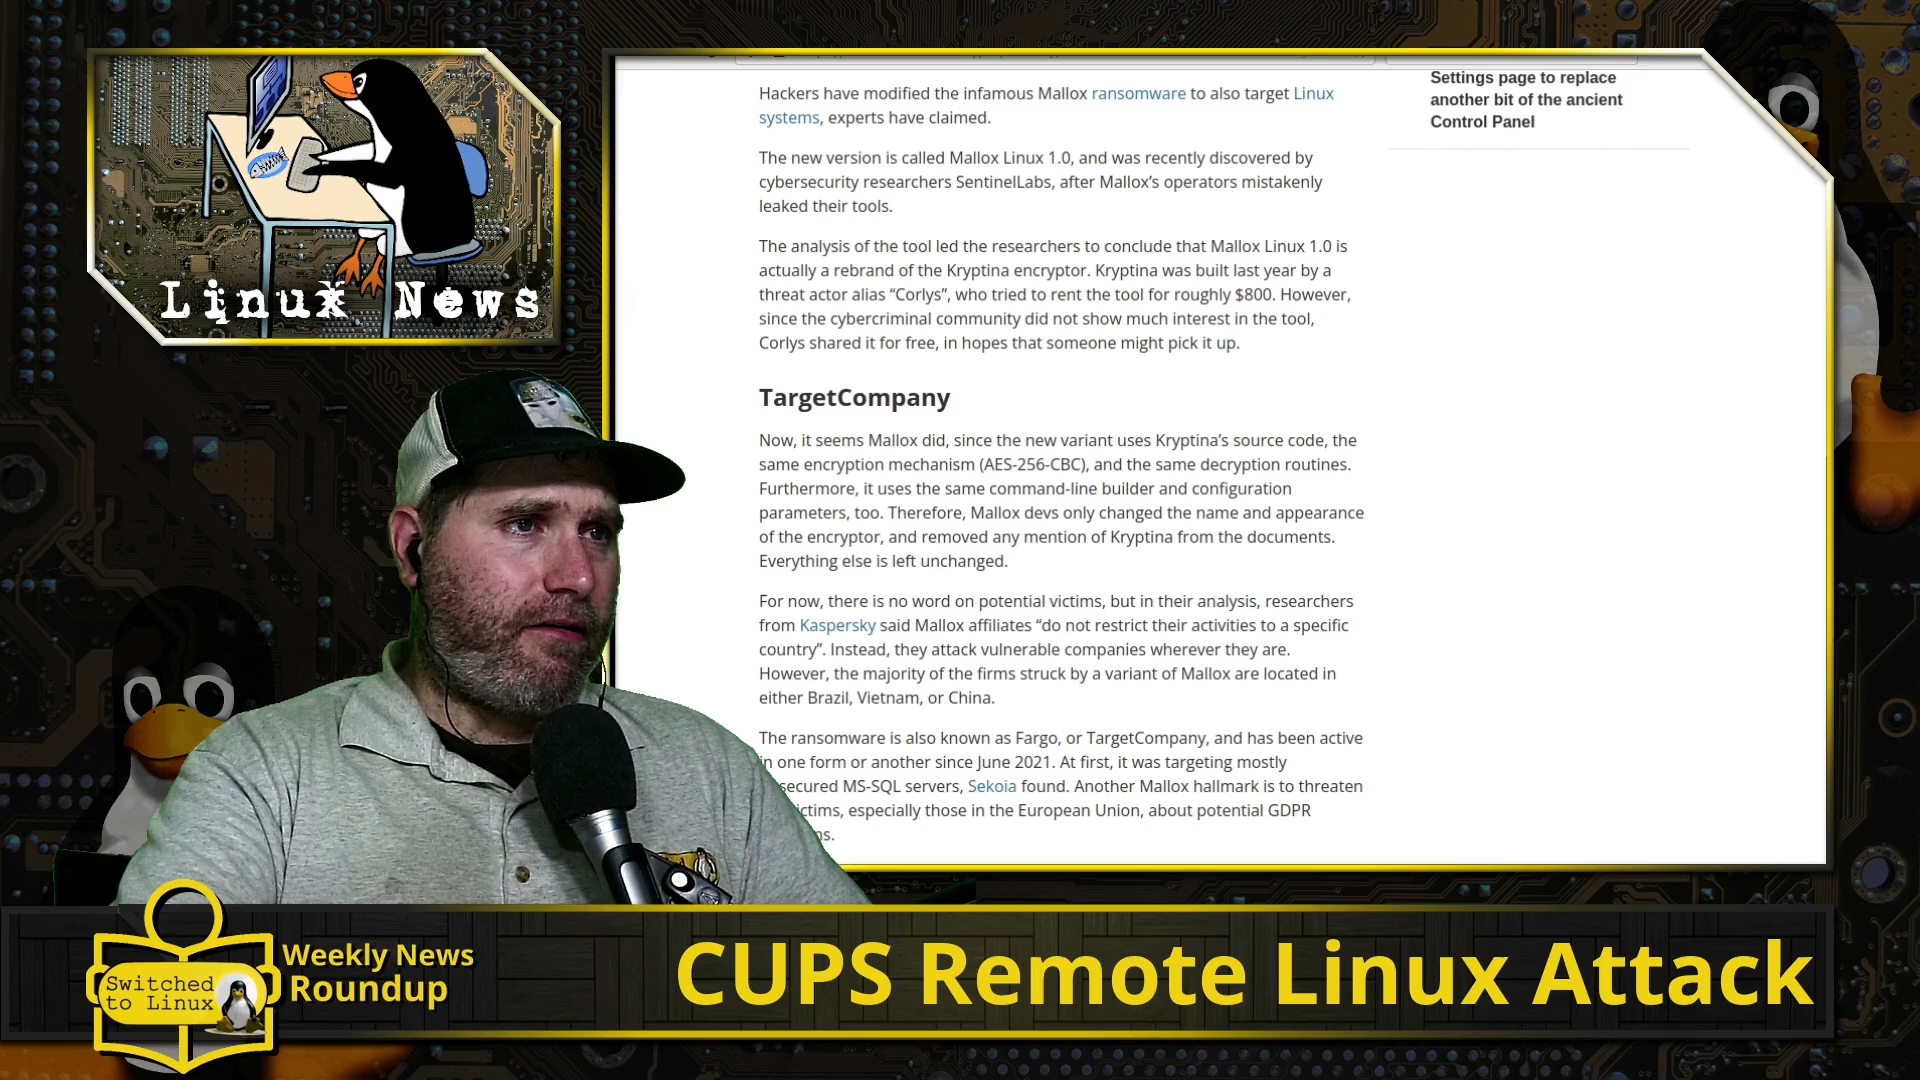 Linux News
Settings page to replace
another bit of the ancient
Control Panel
Hackers have modified the infamous Mallox ransomware to also target Linux
systems, experts have claimed.
The new version is called Mallox Linux 1.0, and was recently discovered by
cybersecurity researchers SentinelLabs, after Mallox’s operators mistakenly
leaked their tools.
The analysis of the tool led the researchers to conclude that Mallox Linux 1.0 is
actually a rebrand of the Kryptina encryptor. Kryptina was built last year by a
threat actor alias “Corlys”, who tried to rent the tool for roughly $800. However,
since the cybercriminal community did not show much interest in the tool,
Corlys shared it for free, in hopes that someone might pick it up.
TargetCompany
Now, it seems Mallox did, since the new variant uses Kryptina’s source code, the
same encryption mechanism (AES-256-CBC), and the same decryption routines.
Furthermore, it uses the same command-line builder and configuration
parameters, too. Therefore, Mallox devs only changed the name and appearance
of the encryptor, and removed any mention of Kryptina from the documents.
Everything else is left unchanged.
For now, there is no word on potential victims, but in their analysis, researchers
from Kaspersky said Mallox affiliates “do not restrict their activities to a specific
country”. Instead, they attack vulnerable companies wherever they are.
However, the majority of the firms struck by a variant of Mallox are located in
either Brazil, Vietnam, or China.
The ransomware is also known as Fargo, or TargetCompany, and has been active
in one form or another since June 2021. At first, it was targeting mostly
MS-SQL servers, Sekoia found. Another Mallox hallmark is to threaten
especially those in the European Union, about potential GDPR
Switched
to Linux
Weekly News
Roundup
CUPS Remote Linux Attack